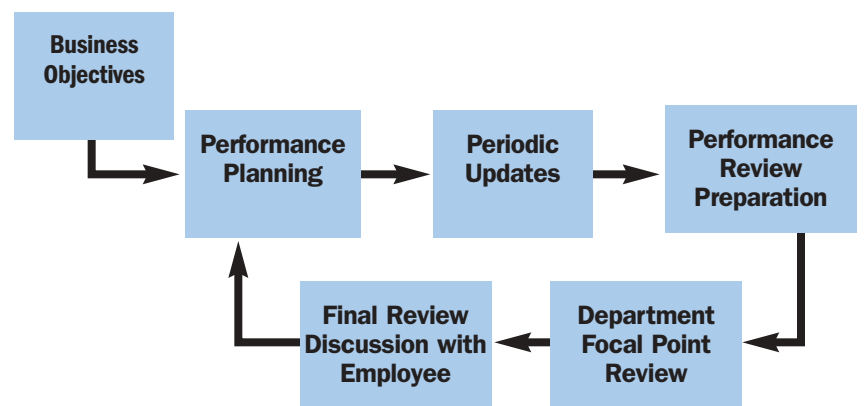 Business
Objectives
Performance
Planning
Periodic
Updates
Performance
Review
Preparation
Department
Focal Point
Review
Final Review
Discussion with
Employee